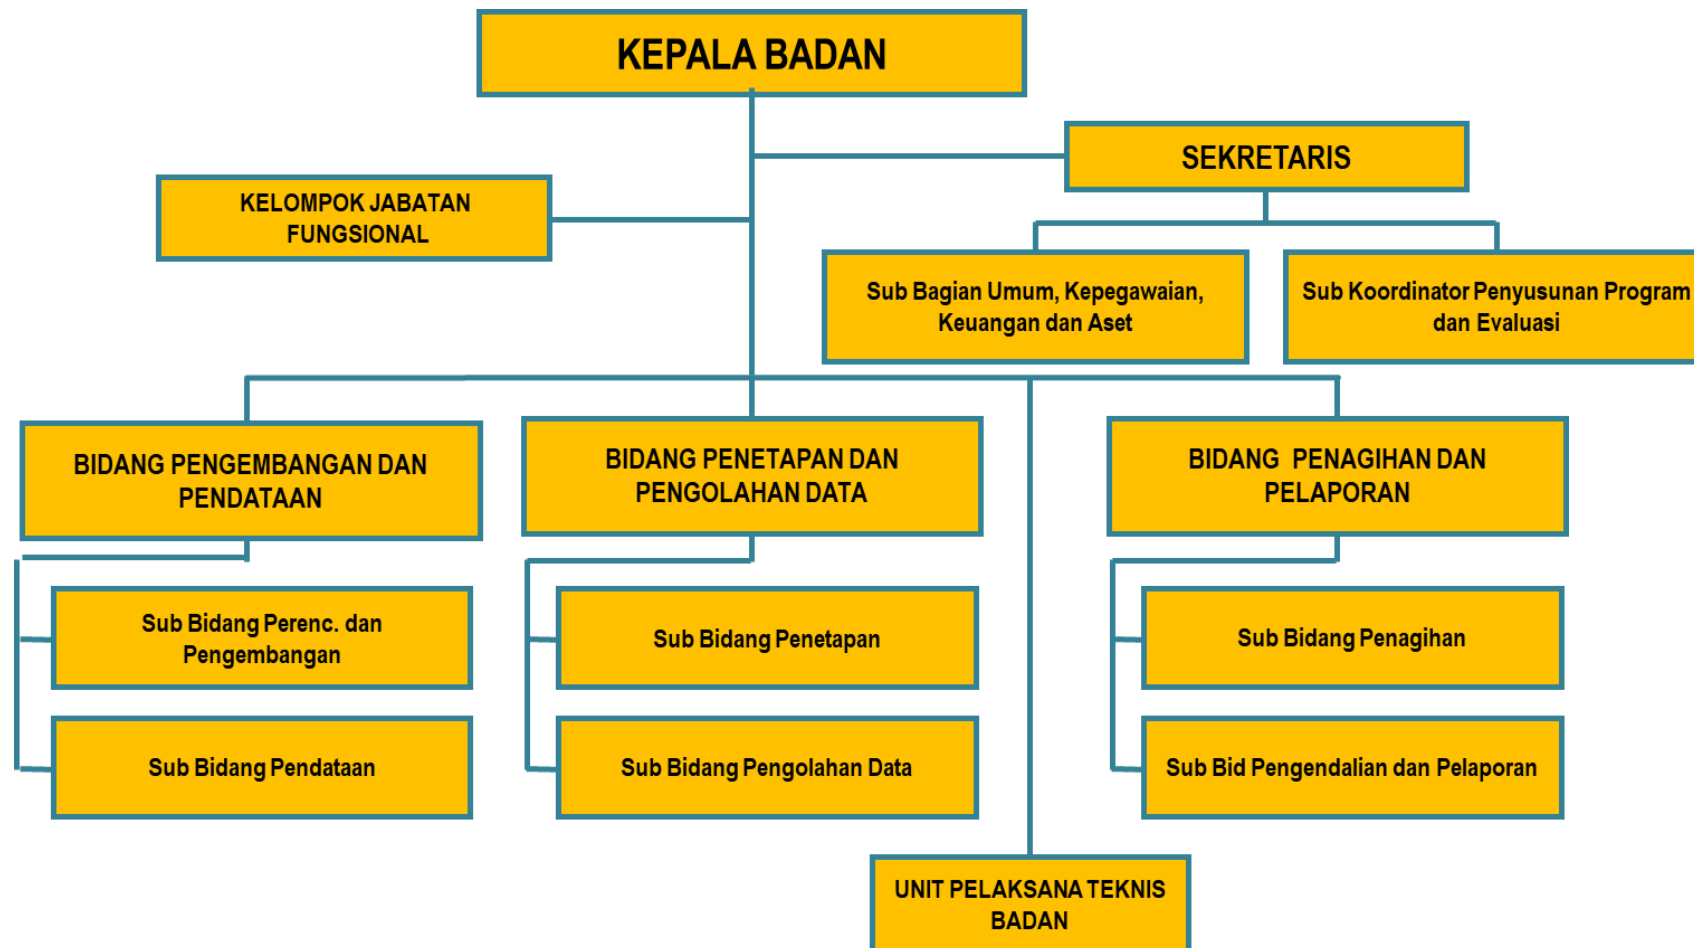 KEPALA BADAN
SEKRETARIS
KELOMPOK JABATAN
FUNGSIONAL
Sub Bagian Umum, Kepegawaian,
Keuangan dan Aset
Sub Koordinator Penyusunan Program
dan Evaluasi
BIDANG PENGEMBANGAN DAN
PENDATAAN
BIDANG PENETAPAN DAN
PENGOLAHAN DATA
BIDANG PENAGIHAN DAN
PELAPORAN
Sub Bidang Perenc. dan
Pengembangan
Sub Bidang Penetapan
Sub Bidang Penagihan
Sub Bidang Pendataan
Sub Bidang Pengolahan Data
Sub Bid Pengendalian dan Pelaporan
UNIT PELAKSANA TEKNIS
BADAN